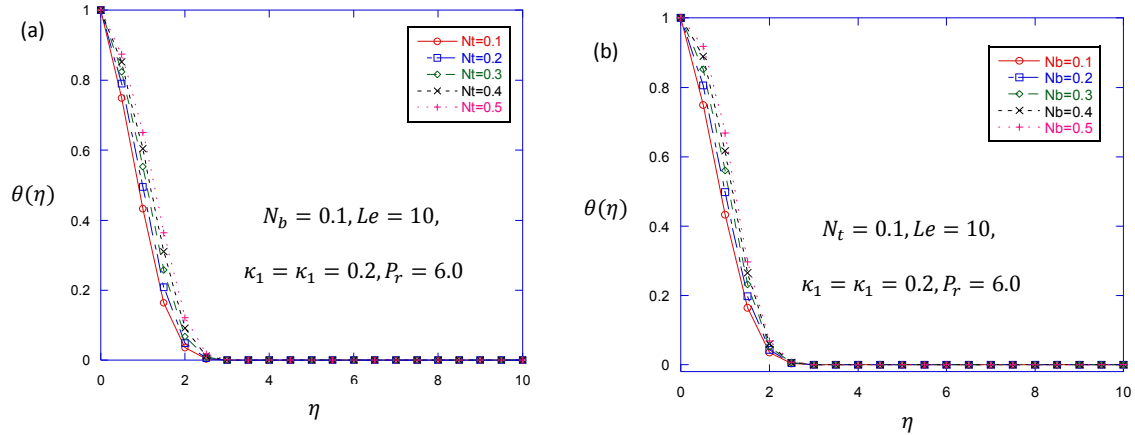 (a)
1
0.8
0.6
0.4
0.2
0
0 2 4 6 8 10
θ(η)
η
Nt=0.1
Nt=0.2
Nt=0.3
Nt=0.4
Nt=0.5
N_b = 0.1, Le = 10,
κ_1 = κ_1 = 0.2, P_r = 6.0
(b)
1
0.8
0.6
0.4
0.2
0
0 2 4 6 8 10
θ(η)
η
Nb=0.1
Nb=0.2
Nb=0.3
Nb=0.4
Nb=0.5
N_t = 0.1, Le = 10,
κ_1 = κ_1 = 0.2, P_r = 6.0